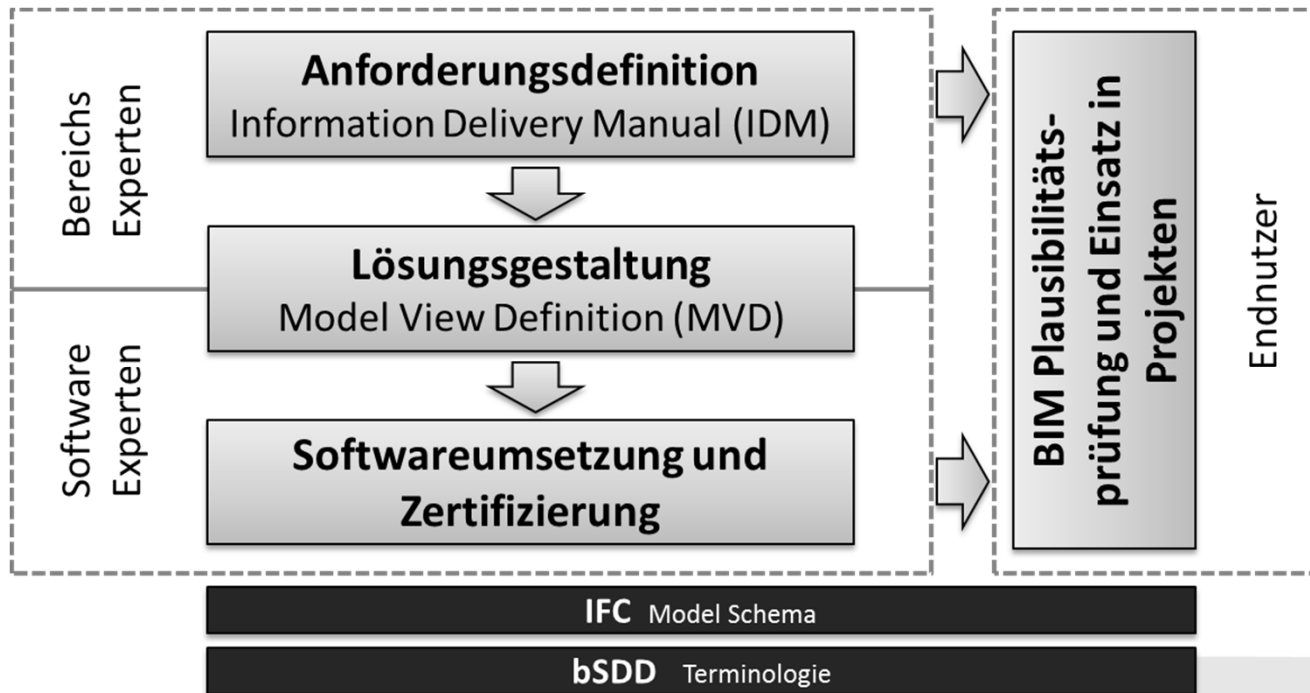 Bereichs
Experten
Anforderungsdefinition
Information Delivery Manual (IDM)
Lösungsgestaltung
Model View Definition (MVD)
Software
Experten
Softwareumsetzung und
Zertifizierung
BIM Plausibilitäts-
prüfung und Einsatz in
Projekten
Endnutzer
IFC Model Schema
bSDD Terminologie